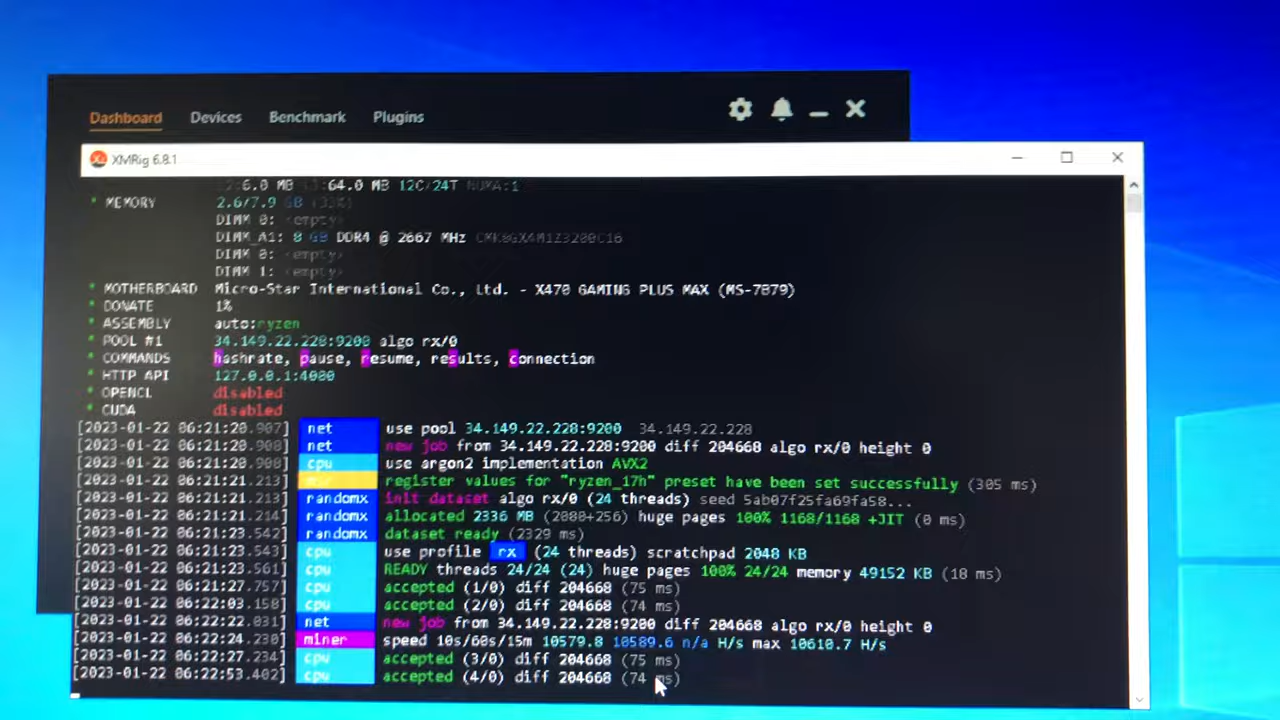 Dashboard Devices Benchmark Plugins
XMRig 6.8.1
6.0 MB 64.0 MB 12C/24T NUMA:1
* MEMORY 2.6/7.9 GB (33%)
DIMM 0: <empty>
DIMM_A1: 8 GB DDR4 @ 2667 MHz CMK8GX4M1Z3200C16
DIMM 0: <empty>
DIMM 1: <empty>
* MOTHERBOARD Micro-Star International Co., Ltd. - X470 GAMING PLUS MAX (MS-7B79)
* DONATE 1%
* ASSEMBLY auto:ryzen
* POOL #1 34.149.22.228:9200 algo rx/0
* COMMANDS hashrate, pause, resume, results, connection
* HTTP API 127.0.0.1:4000
* OPENCL disabled
* CUDA disabled
[2023-01-22 06:21:20.907] net use pool 34.149.22.228:9200 34.149.22.228
[2023-01-22 06:21:20.908] net new job from 34.149.22.228:9200 diff 204668 algo rx/0 height 0
[2023-01-22 06:21:20.908] cpu use argon2 implementation AVX2
[2023-01-22 06:21:21.213] register values for "ryzen_17h" preset have been set successfully (305 ms)
[2023-01-22 06:21:21.213] randomx init dataset algo rx/0 (24 threads) seed 5ab07f25fa69fa58...
[2023-01-22 06:21:21.214] randomx allocated 2336 MB (2080+256) huge pages 100% 1168/1168 +JIT (0 ms)
[2023-01-22 06:21:23.542] randomx dataset ready (2329 ms)
[2023-01-22 06:21:23.543] cpu use profile rx (24 threads) scratchpad 2048 KB
[2023-01-22 06:21:23.561] cpu READY threads 24/24 (24) huge pages 100% 24/24 memory 49152 KB (18 ms)
[2023-01-22 06:21:27.757] cpu accepted (1/0) diff 204668 (75 ms)
[2023-01-22 06:22:03.158] cpu accepted (2/0) diff 204668 (74 ms)
[2023-01-22 06:22:22.031] net new job from 34.149.22.228:9200 diff 204668 algo rx/0 height 0
[2023-01-22 06:22:24.230] miner speed 10s/60s/15m 10579.8 10589.6 n/a H/s max 10610.7 H/s
[2023-01-22 06:22:27.234] cpu accepted (3/0) diff 204668 (75 ms)
[2023-01-22 06:22:53.402] cpu accepted (4/0) diff 204668 (74 ms)